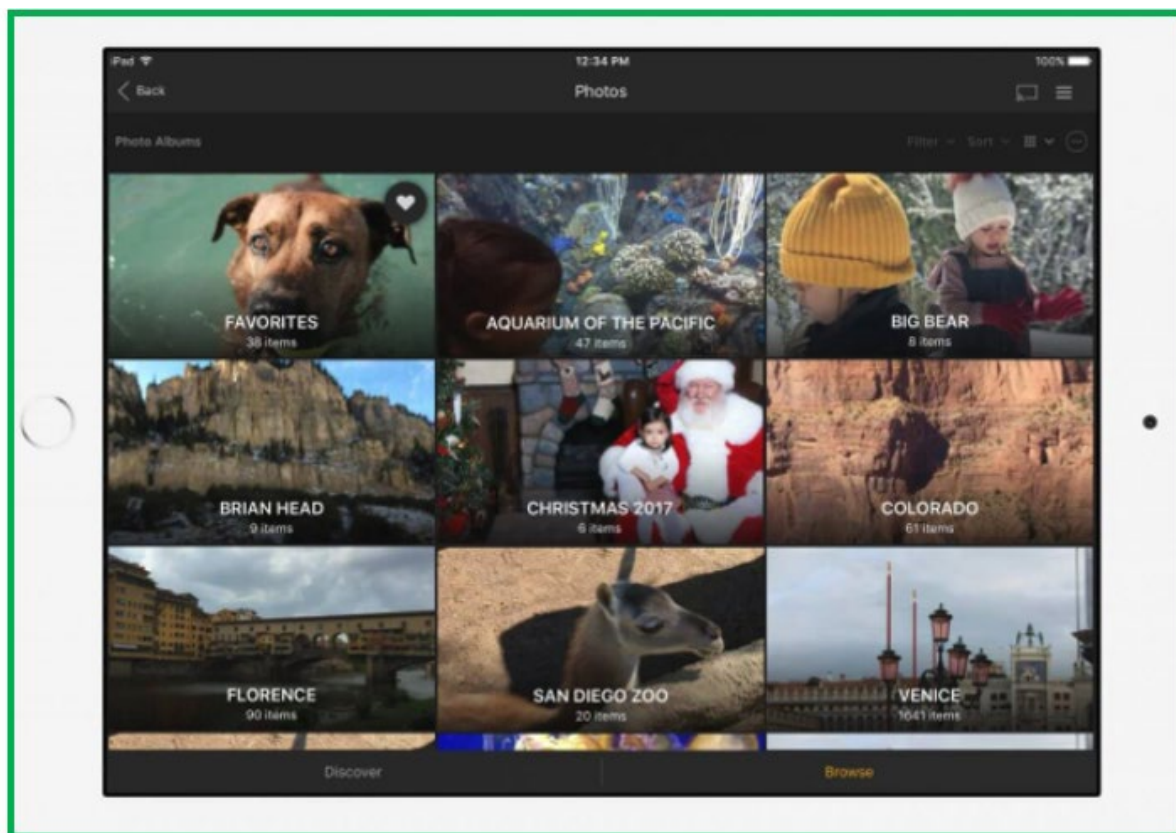 iPad
12:34 PM
100%
Back
Photos
Photo Albums
Filter
Sort
FAVORITES
38 items
AQUARIUM OF THE PACIFIC
47 items
BIG BEAR
8 items
BRIAN HEAD
9 items
CHRISTMAS 2017
6 items
COLORADO
61 items
FLORENCE
90 items
SAN DIEGO ZOO
20 items
VENICE
1641 items
Discover
Browse